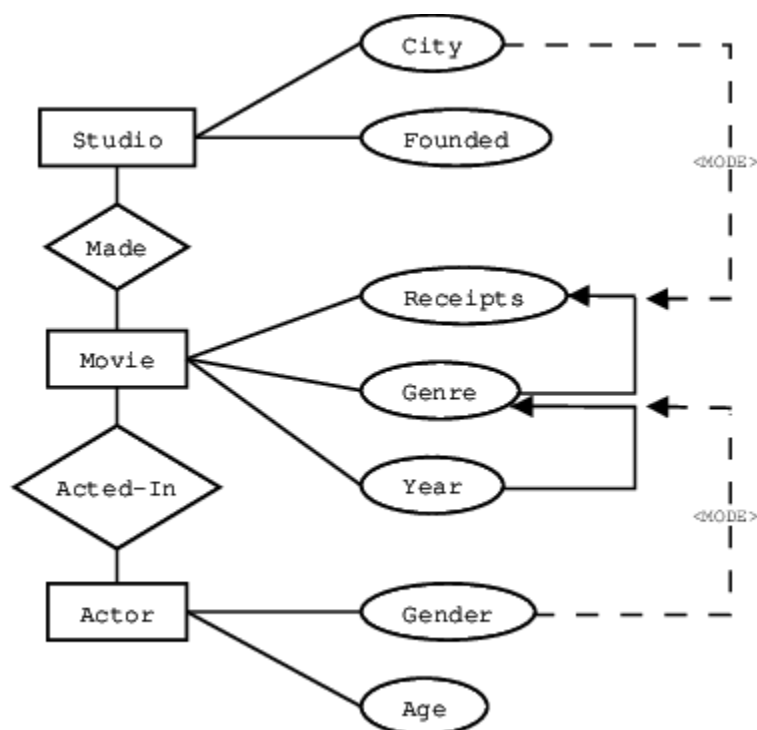 City
Studio
Founded
<MODE>
Made
Receipts
Movie
Genre
Acted-In
Year
<MODE>
Actor
Gender
Age